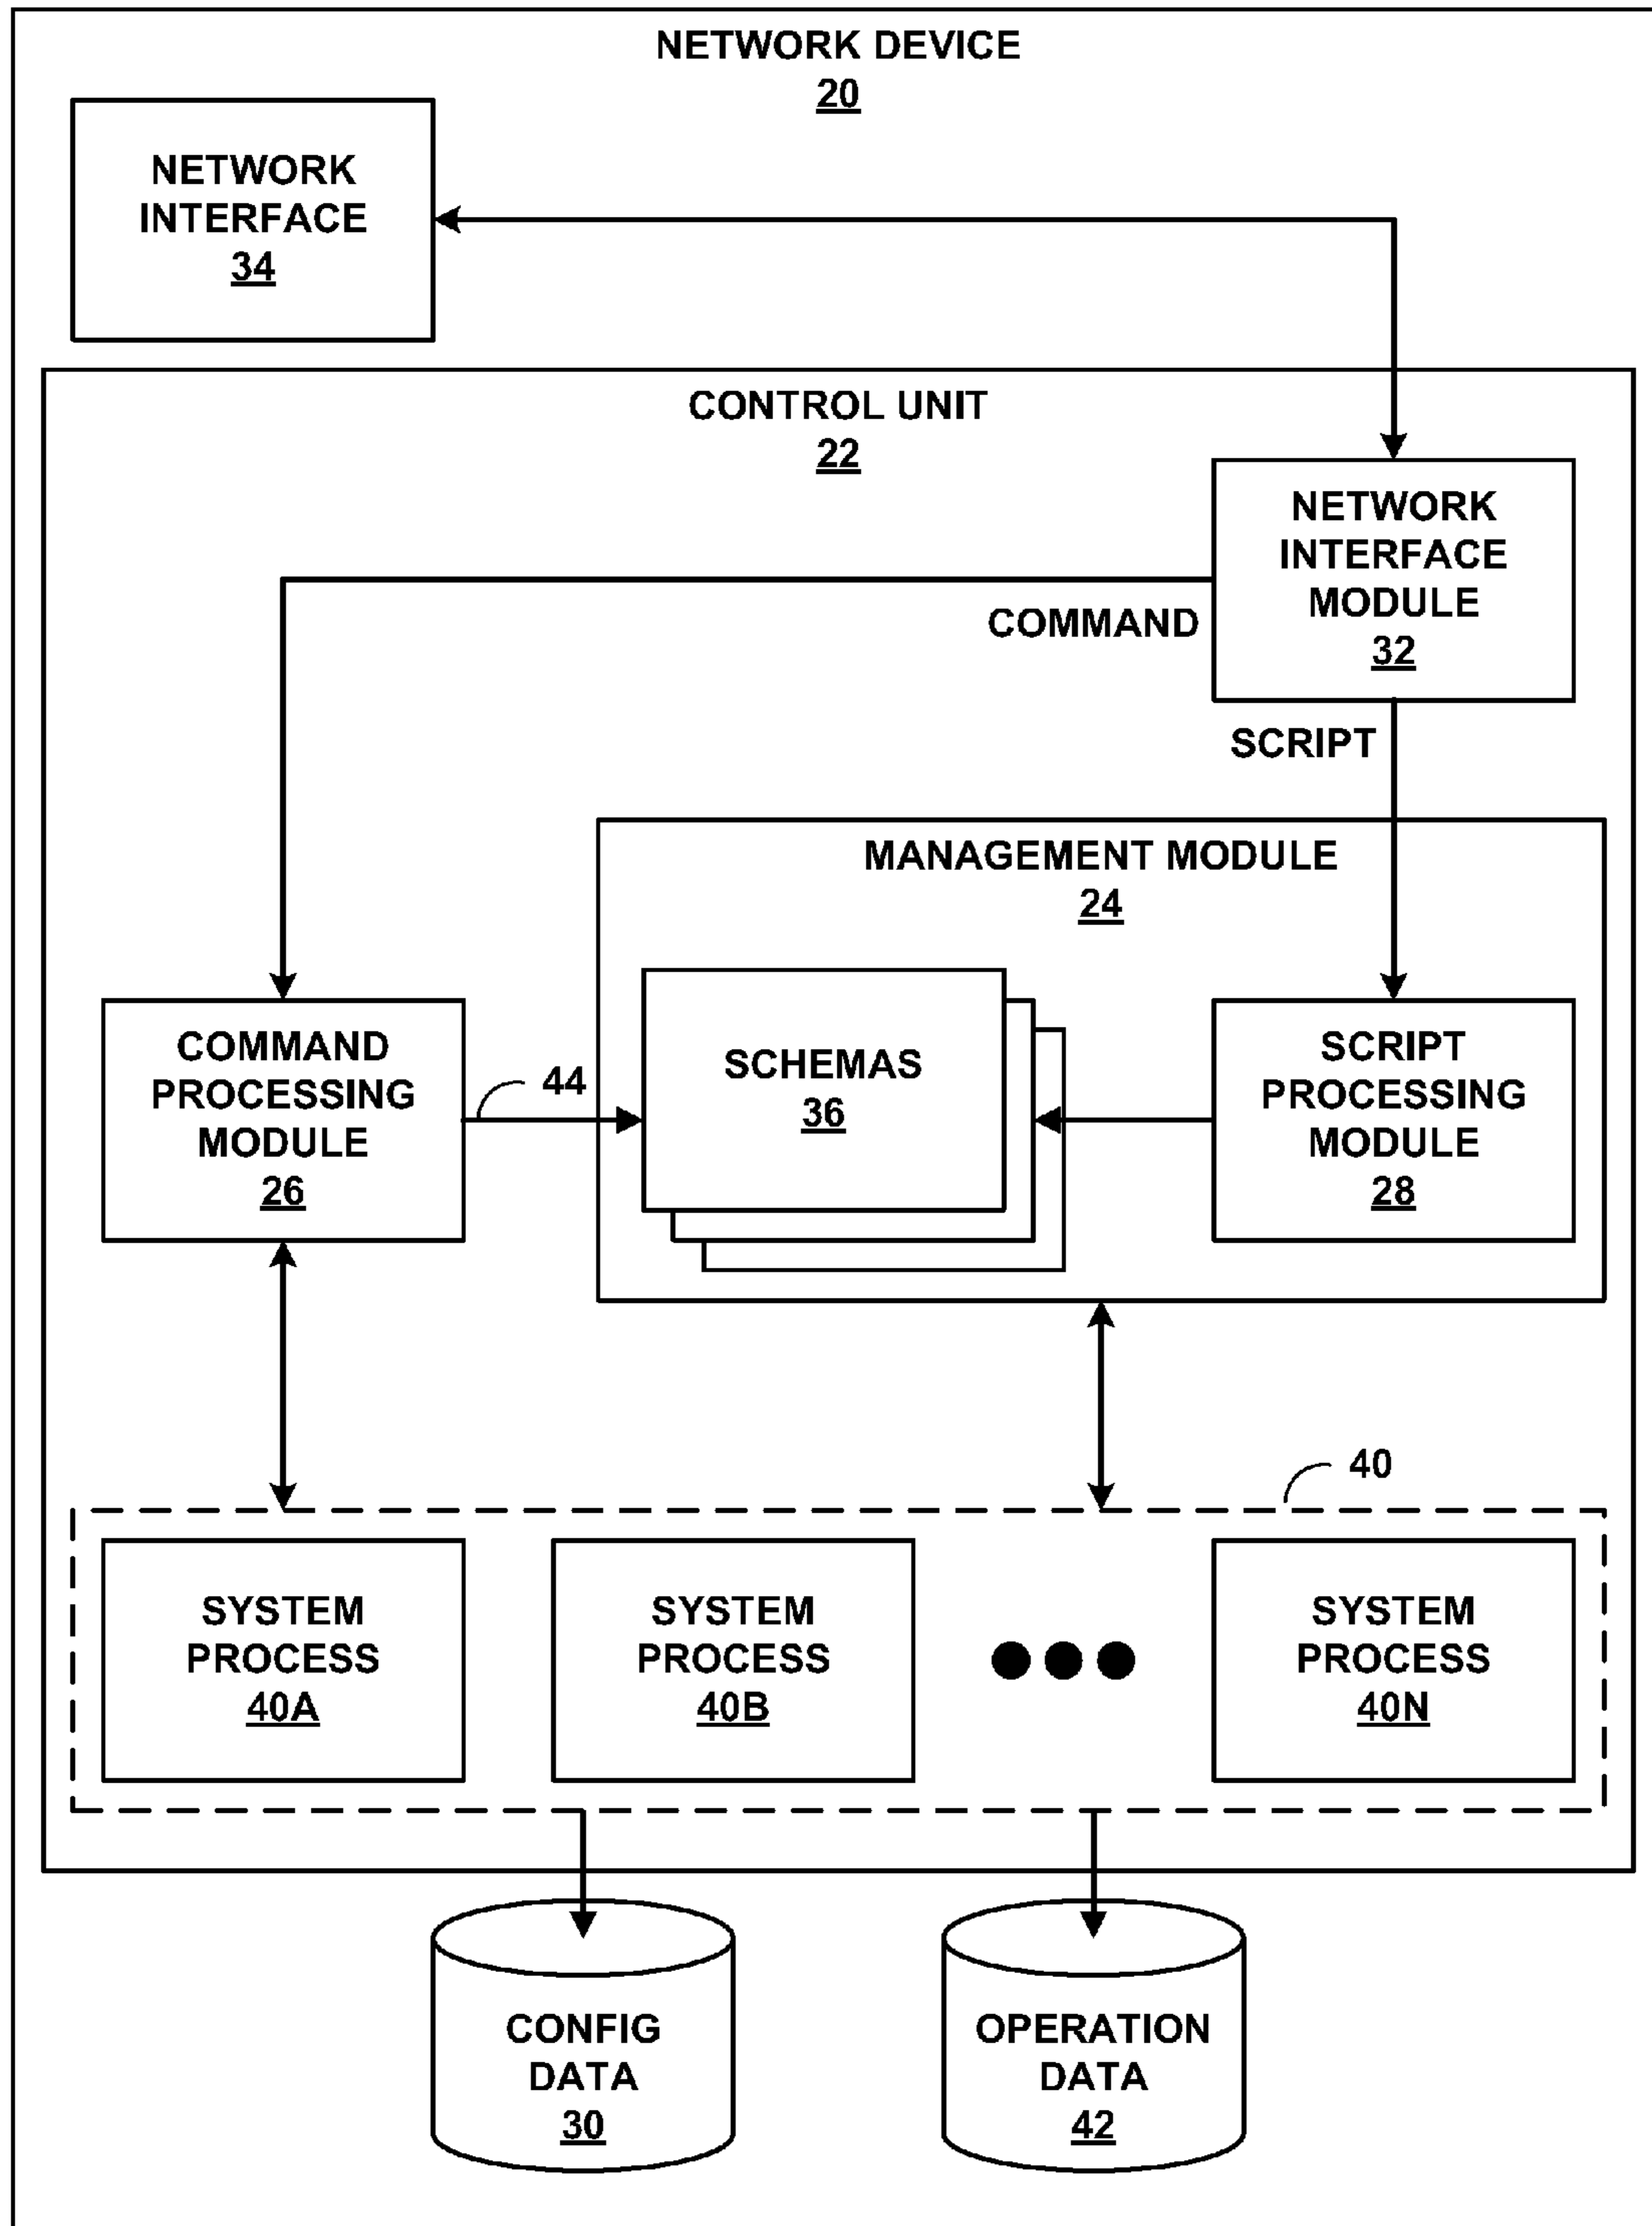 NETWORK DEVICE
20
NETWORK
INTERFACE
34
CONTROL UNIT
22
NETWORK
INTERFACE
MODULE
32
COMMAND
SCRIPT
MANAGEMENT MODULE
24
COMMAND
PROCESSING
MODULE
26
44
SCHEMAS
36
SCRIPT
PROCESSING
MODULE
28
40
SYSTEM
PROCESS
40A
SYSTEM
PROCESS
40B
SYSTEM
PROCESS
40N
CONFIG
DATA
30
OPERATION
DATA
42